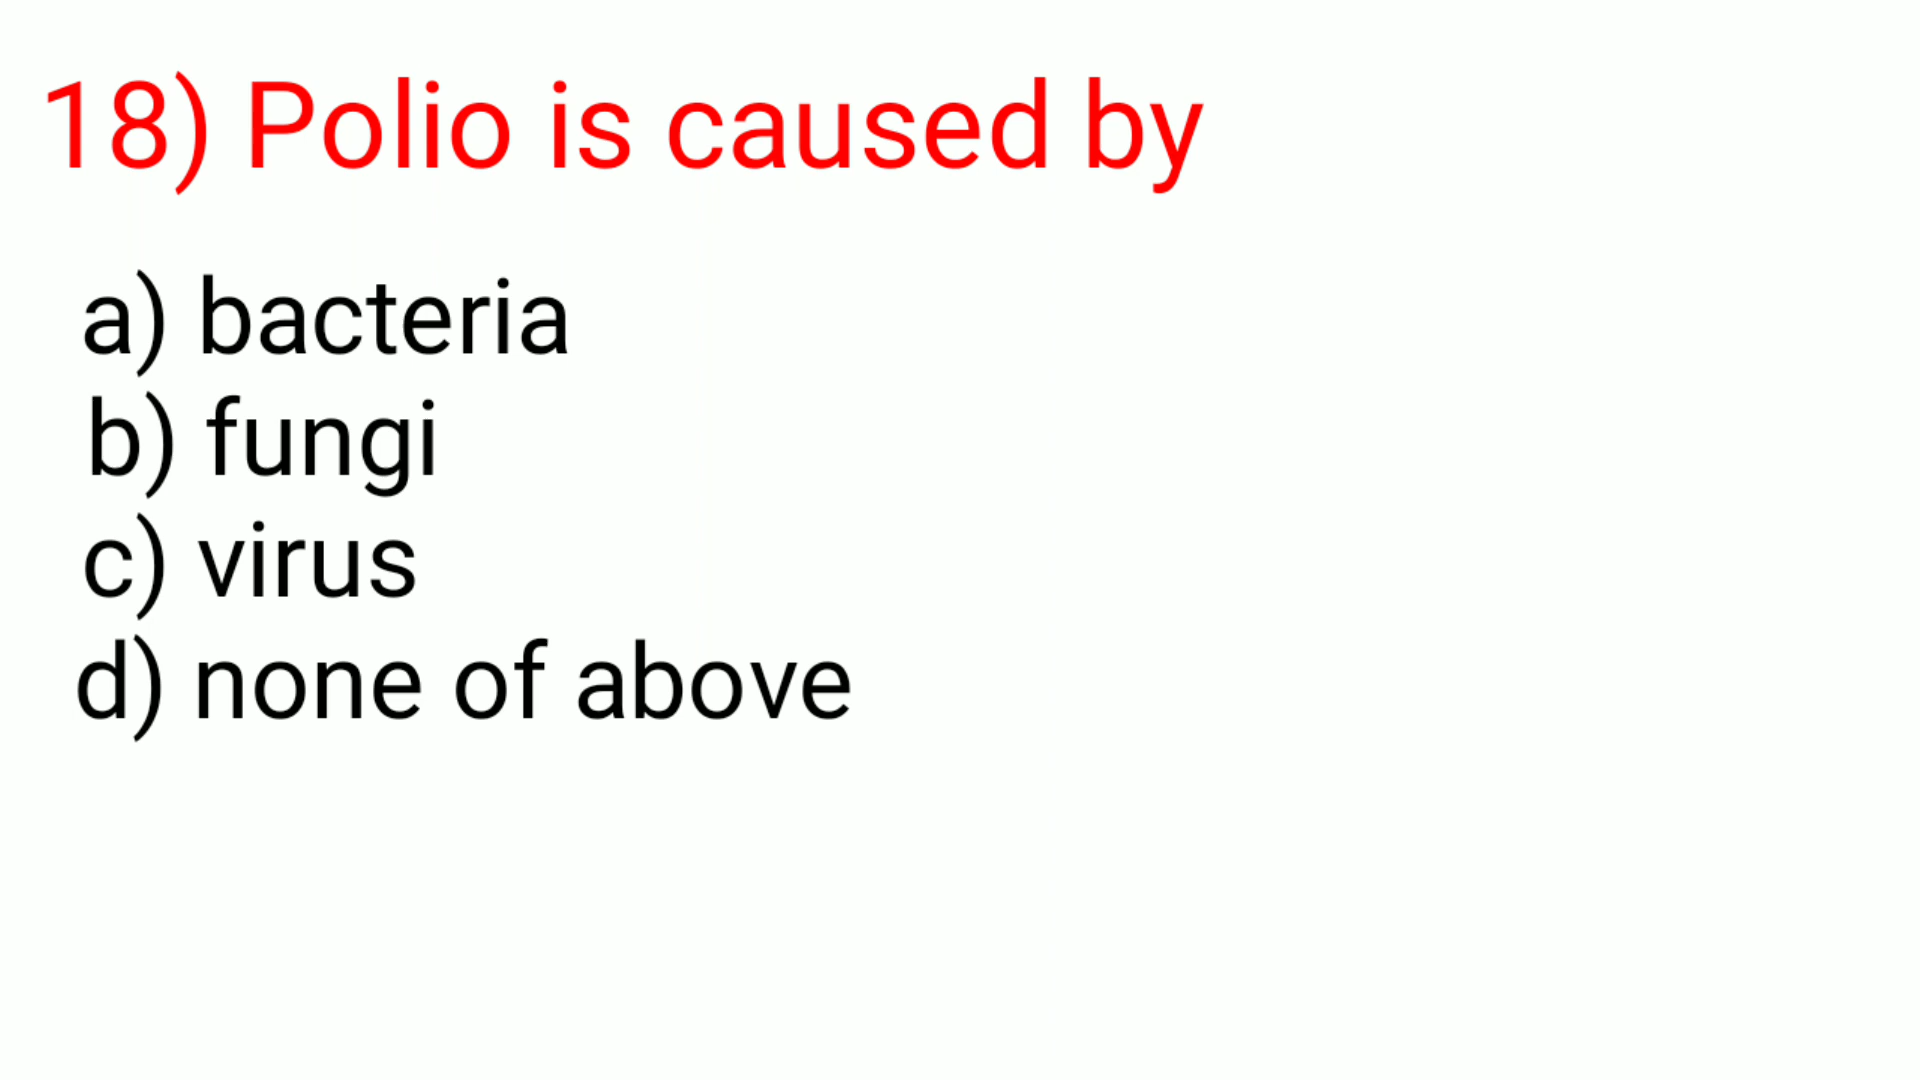 18) Polio is caused by
a) bacteria
b) fungi
c) virus
d) none of above